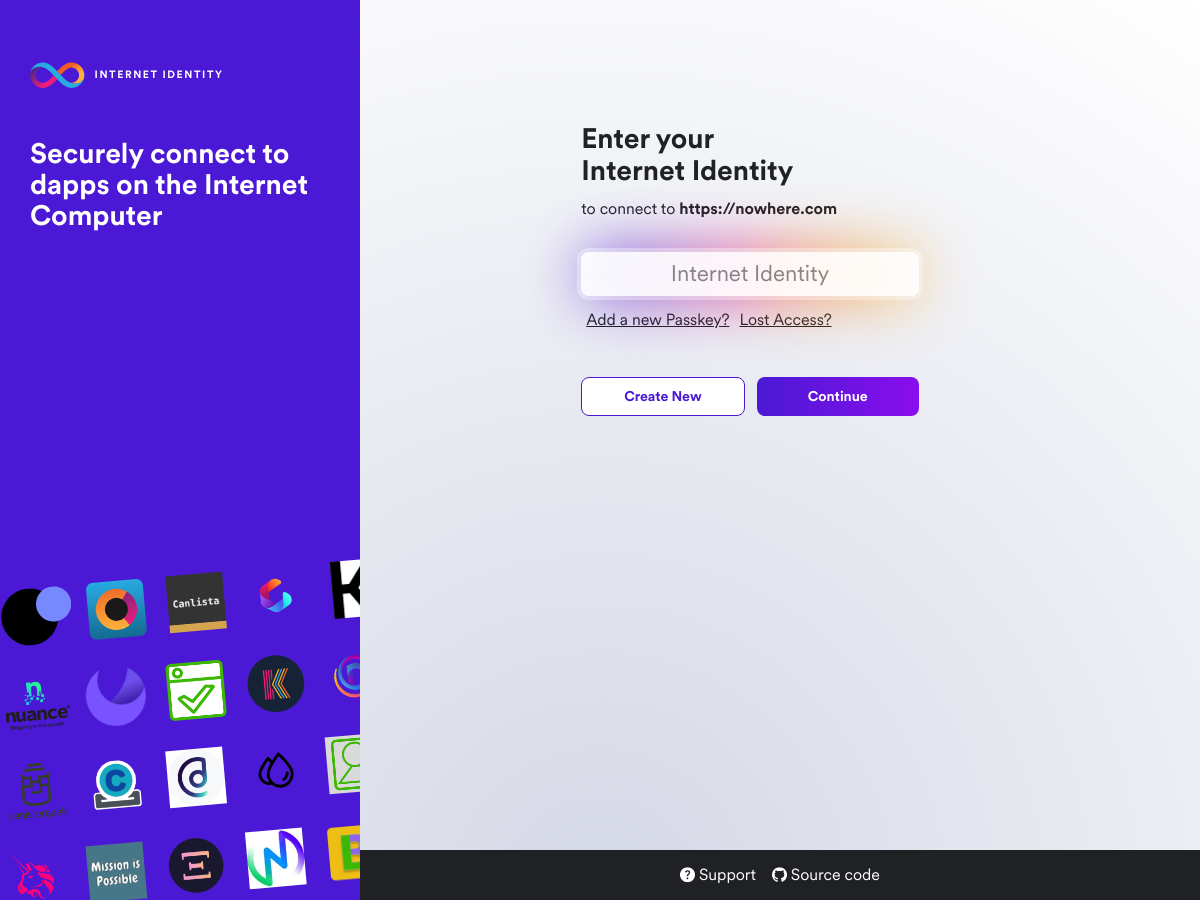 INTERNET IDENTITY
Securely connect to
dapps on the Internet
Computer
Enter your
Internet Identity
to connect to https://nowhere.com
Internet Identity
Add a new Passkey? Lost Access?
Create New
Continue
Canlista
K
nuance
C
d
Mission is
Possible
Support
Source code